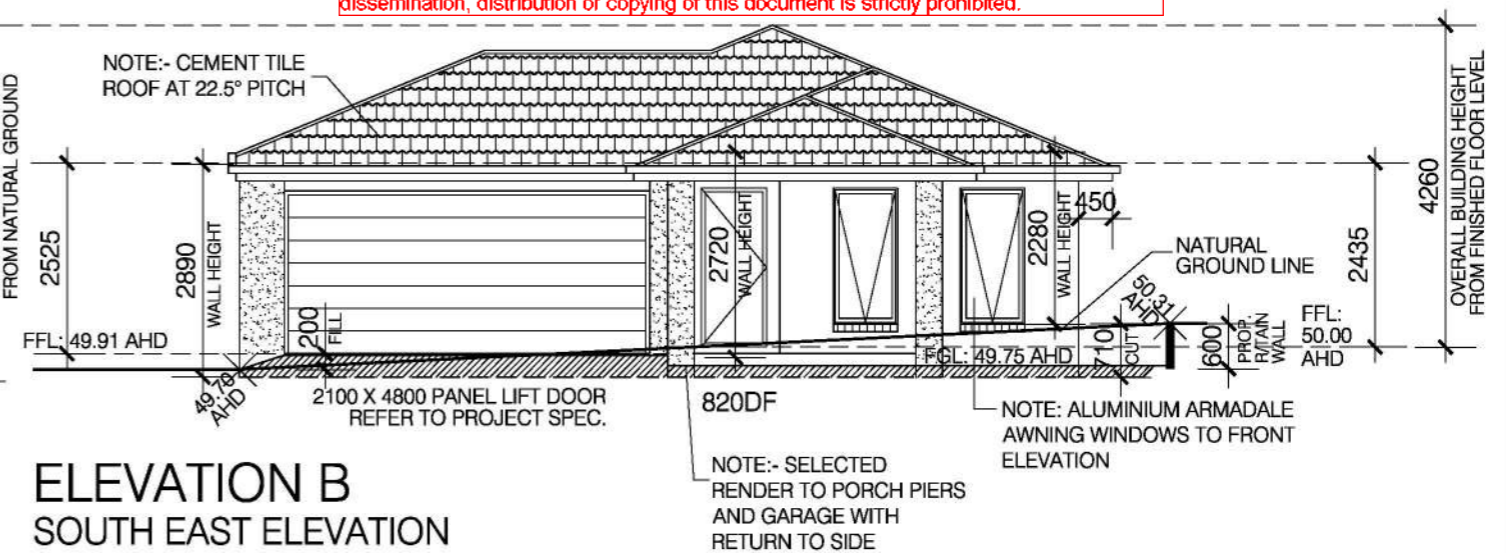 dissemination, distribution or copying of this document is strictly prohibited.
NOTE:- CEMENT TILE
ROOF AT 22.5° PITCH
FROM NATURAL GROUND
2525
2890
WALL HEIGHT
FFL: 49.91 AHD
200
FILL
2720
WALL HEIGHT
2280
WALL HEIGHT
450
NATURAL
GROUND LINE
50.31
AHD
2435
4260
OVERALL BUILDING HEIGHT
FROM FINISHED FLOOR LEVEL
FGL: 49.75 AHD
710
CUT
600
PROP.
R/TAIN
WALL
FFL:
50.00
AHD
49.70
AHD
2100 X 4800 PANEL LIFT DOOR
REFER TO PROJECT SPEC.
820DF
NOTE: ALUMINIUM ARMADALE
AWNING WINDOWS TO FRONT
ELEVATION
NOTE:- SELECTED
RENDER TO PORCH PIERS
AND GARAGE WITH
RETURN TO SIDE
ELEVATION B
SOUTH EAST ELEVATION